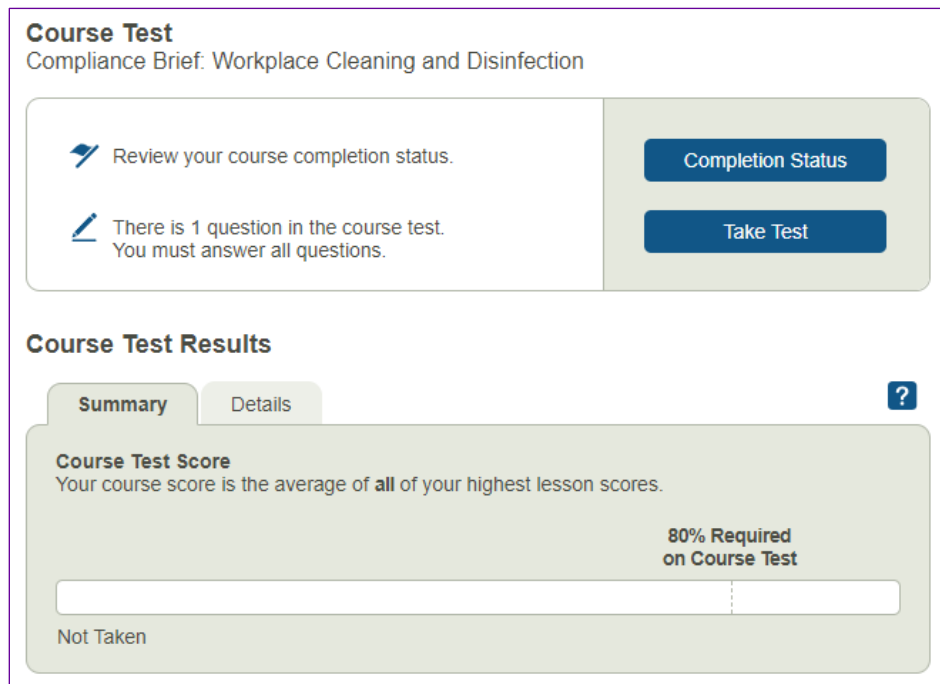 Course Test
Compliance Brief: Workplace Cleaning and Disinfection
Review your course completion status.
Completion Status
There is 1 question in the course test.
You must answer all questions.
Take Test
Course Test Results
Summary
Details
?
Course Test Score
Your course score is the average of all of your highest lesson scores.
80% Required
on Course Test
Not Taken